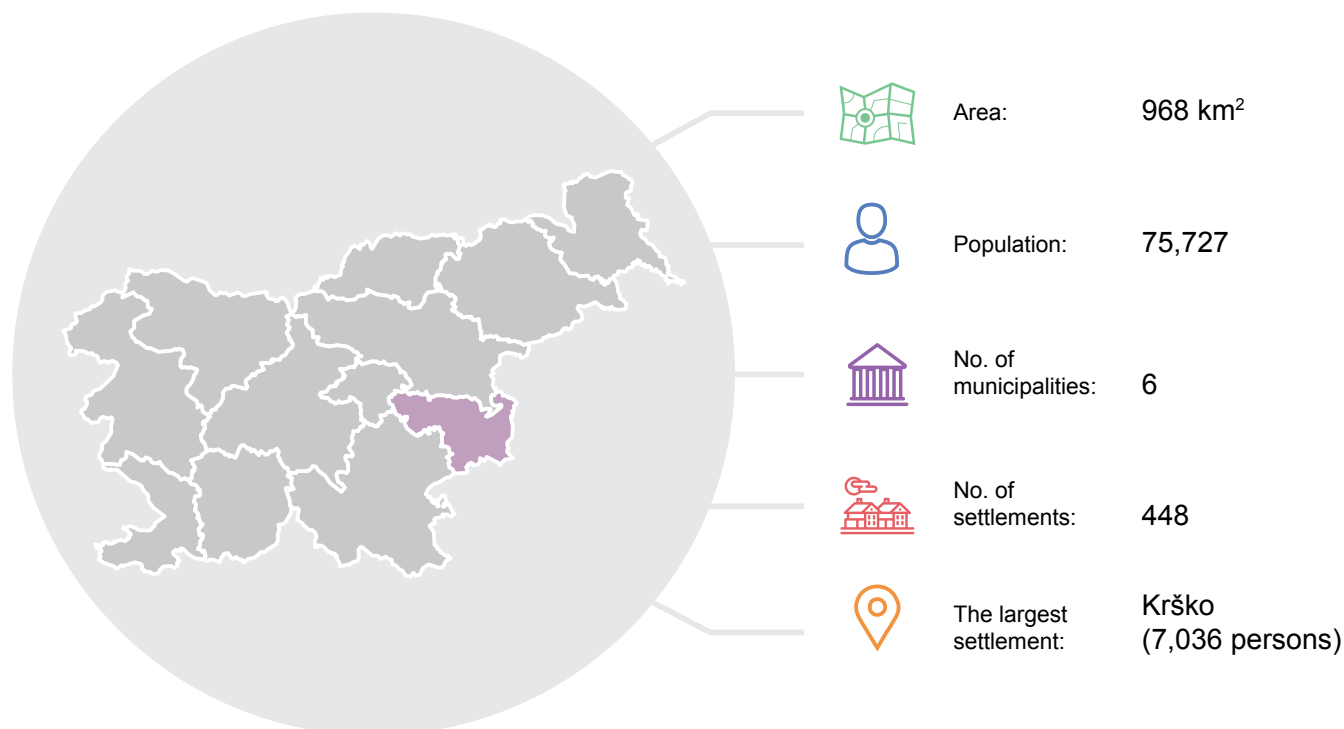 Area: 968 km²
Population: 75,727
No. of
municipalities: 6
No. of
settlements: 448
The largest
settlement:
Krško
(7,036 persons)